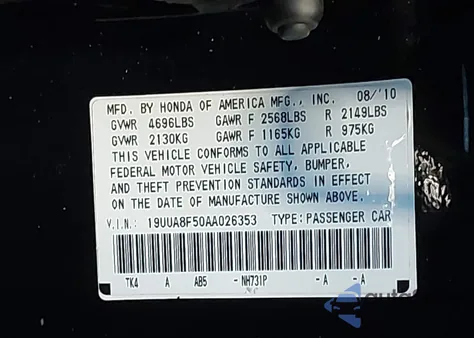 MFD. BY HONDA OF AMERICA MFG., INC. 08/'10
GVWR 4696LBS GAWR F 2568LBS R 2149LBS
GVWR 2130KG GAWR F 1165KG R 975KG
THIS VEHICLE CONFORMS TO ALL APPLICABLE
FEDERAL MOTOR VEHICLE SAFETY, BUMPER,
AND THEFT PREVENTION STANDARDS IN EFFECT
ON THE DATE OF MANUFACTURE SHOWN ABOVE.
V.I.N.: 19UUA8F50AA026353 TYPE:PASSENGER CAR
TK4 A AB5 -NH731P -A -A